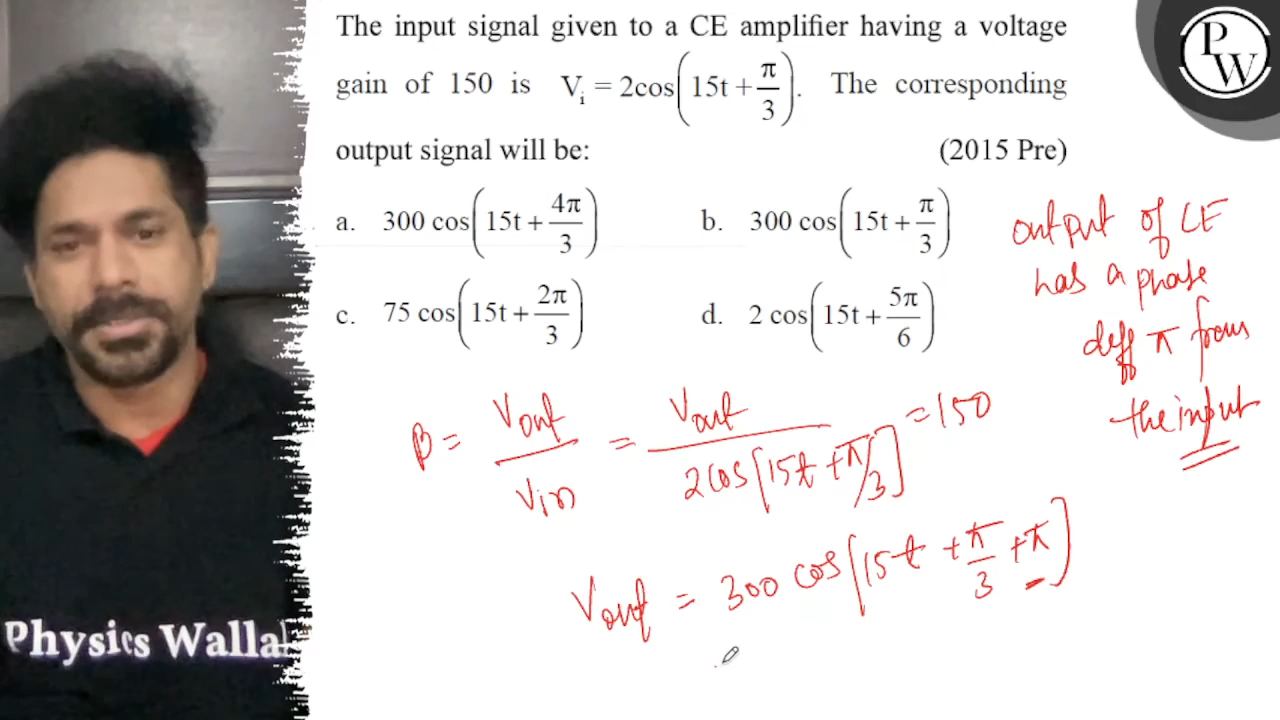 The input signal given to a CE amplifier having a voltage
gain of 150 is V_i = 2cos(15t + π/3). The corresponding
output signal will be: (2015 Pre)
a. 300 cos(15t + 4π/3) b. 300 cos(15t + π/3)
c. 75 cos(15t + 2π/3) d. 2 cos(15t + 5π/6)
output of CE
has a phase
diff π from
the input
β = Vout/Vin = Vout/2cos[15t + π/3] = 150
Vout = 300 cos[15t + π/3 + π]
PW
Physics Walla